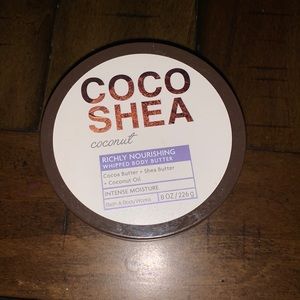 COCO
SHEA
coconut
RICHLY NOURISHING
WHIPPED BODY BUTTER
Cocoa Butter + Shea Butter
+ Coconut Oil
INTENSE MOISTURE
Bath & Body Works 8 OZ / 226 g